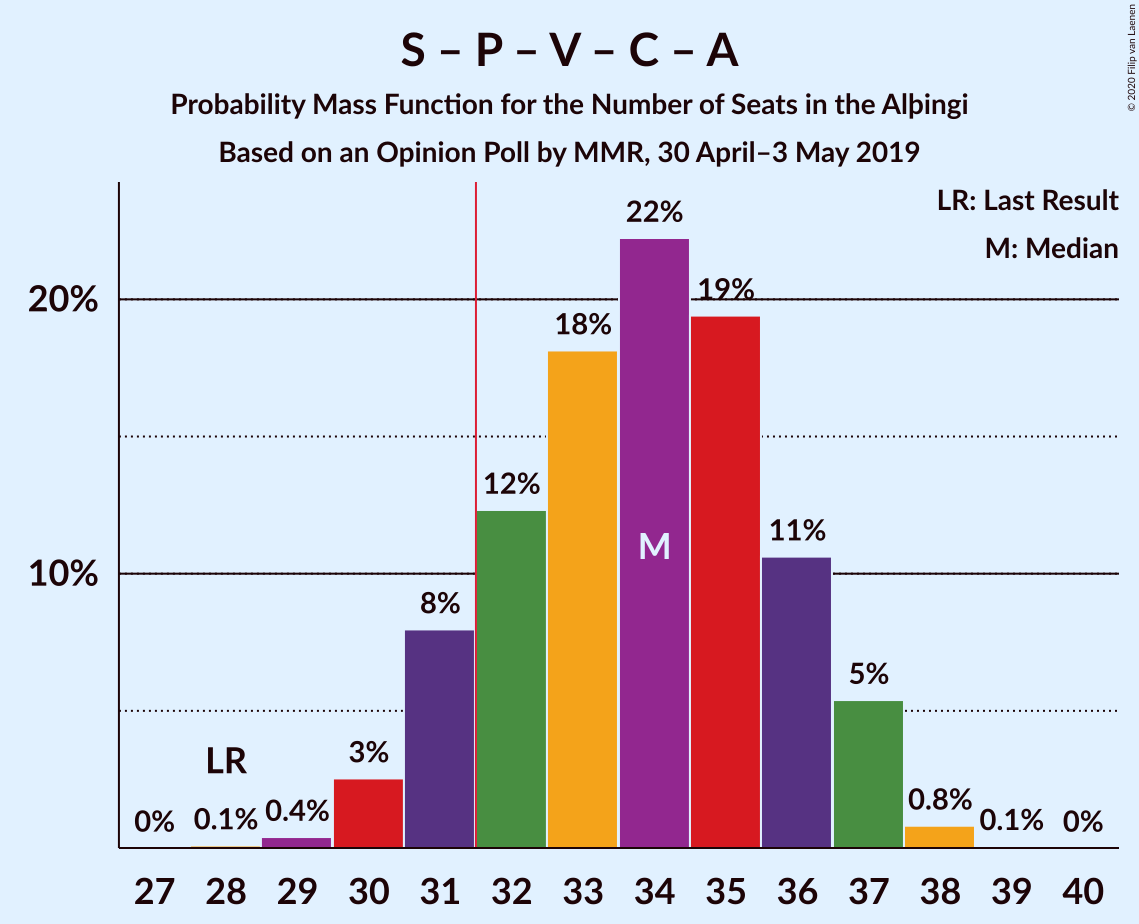 S – P – V – C – A
Probability Mass Function for the Number of Seats in the Alþingi
Based on an Opinion Poll by MMR, 30 April–3 May 2019
© 2020 Filip van Laenen
LR: Last Result
M: Median
20%
10%
0%
0.1%
0.4%
3%
8%
12%
18%
22%
19%
11%
5%
0.8%
0.1%
0%
LR
M
27 28 29 30 31 32 33 34 35 36 37 38 39 40